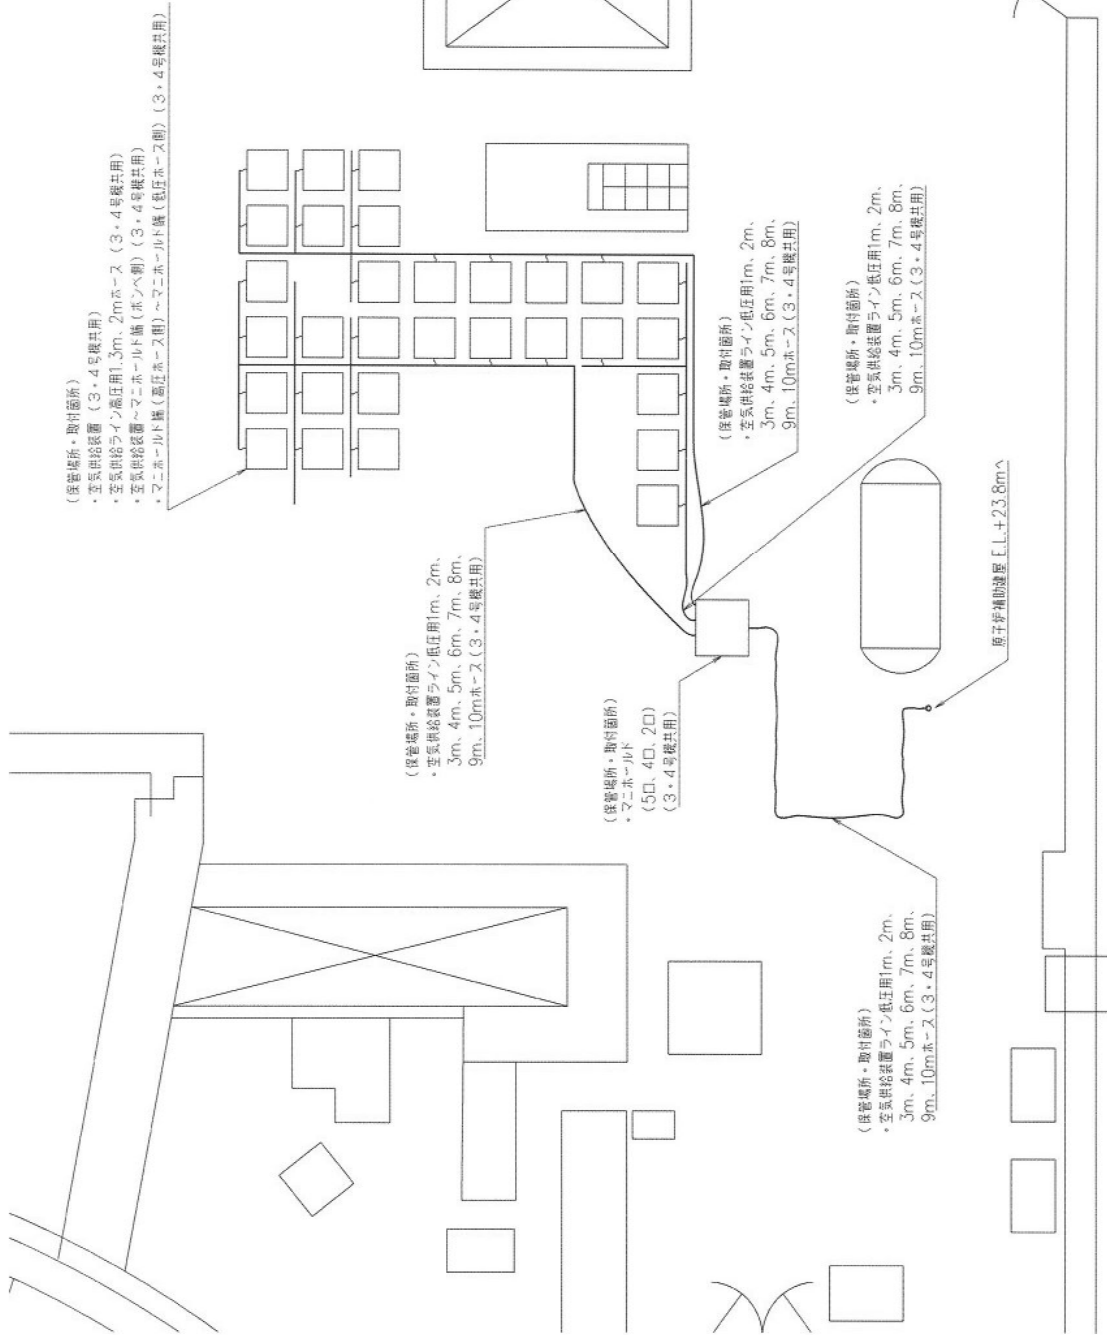 (保管場所・取付箇所)
・空気供給装置(3・4号機共用)
・空気供給ライン高圧用1.3m、2mホース(3・4号機共用)
・空気供給装置~マニホールド端(ボンベ側)(3・4号機共用)
・マニホールド端(高圧ホース側)~マニホールド端(低圧ホース側)(3・4号機共用)
(保管場所・取付箇所)
・空気供給装置ライン低圧用1m、2m、
3m、4m、5m、6m、7m、8m、
9m、10mホース(3・4号機共用)
(保管場所・取付箇所)
・マニホールド
(5口、4口、2口)
(3・4号機共用)
(保管場所・取付箇所)
・空気供給装置ライン低圧用1m、2m、
3m、4m、5m、6m、7m、8m、
9m、10mホース(3・4号機共用)
(保管場所・取付箇所)
・空気供給装置ライン低圧用1m、2m、
3m、4m、5m、6m、7m、8m、
9m、10mホース(3・4号機共用)
(保管場所・取付箇所)
・空気供給装置ライン低圧用1m、2m、
3m、4m、5m、6m、7m、8m、
9m、10mホース(3・4号機共用)
原子炉補助建屋 E.L.+23.8mへ